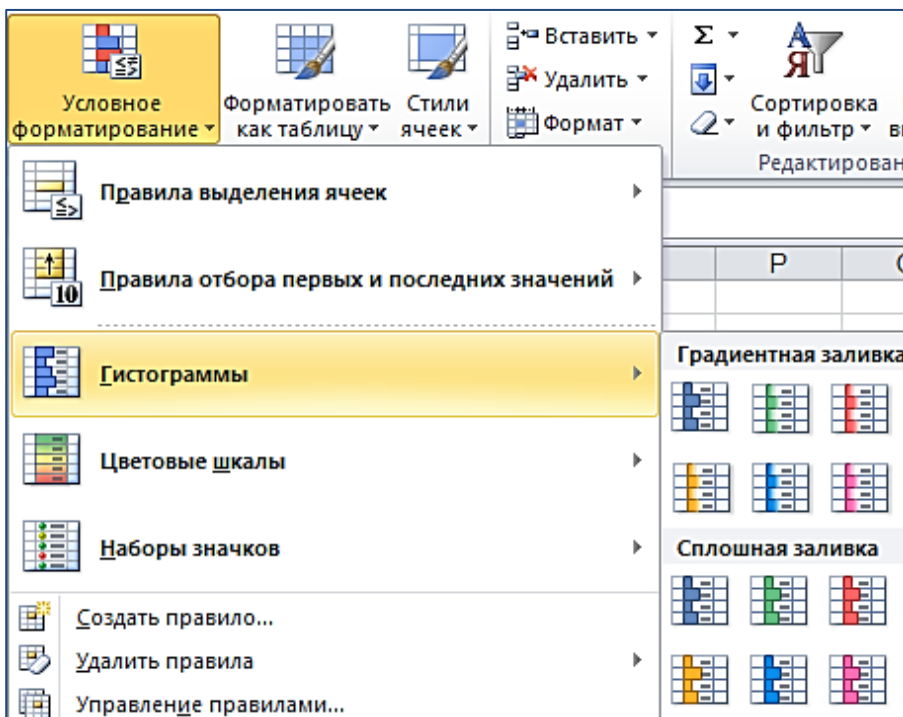 Условное
форматирование
Форматировать
как таблицу
Стили
ячеек
Вставить
Удалить
Формат
Σ
А
Я
Сортировка
и фильтр
Редактирован
Правила выделения ячеек
10
Правила отбора первых и последних значений
P
Гистограммы
Градиентная заливка
Цветовые шкалы
Наборы значков
Сплошная заливка
Создать правило...
Удалить правила
Управление правилами...